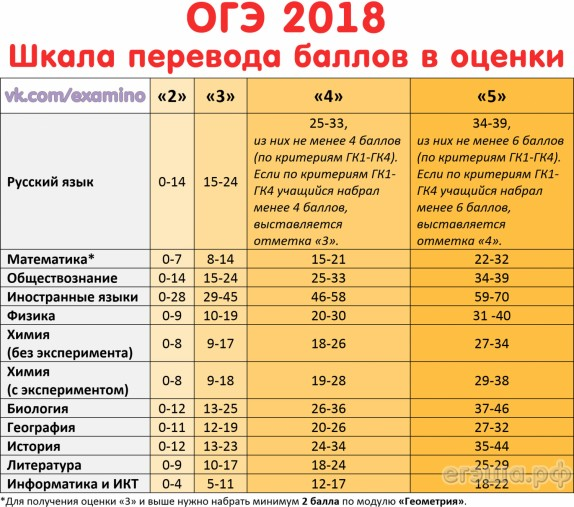 ОГЭ 2018
Шкала перевода баллов в оценки
vk.com/examino «2» «3» «4» «5»
Русский язык 0-14 15-24 25-33, из них не менее 4 баллов (по критериям ГК1-ГК4). Если по критериям ГК1-ГК4 учащийся набрал менее 4 баллов, выставляется отметка «3». 34-39, из них не менее 6 баллов (по критериям ГК1-ГК4). Если по критериям ГК1-ГК4 учащийся набрал менее 6 баллов, выставляется отметка «4».
Математика* 0-7 8-14 15-21 22-32
Обществознание 0-14 15-24 25-33 34-39
Иностранные языки 0-28 29-45 46-58 59-70
Физика 0-9 10-19 20-30 31 -40
Химия (без эксперимента) 0-8 9-17 18-26 27-34
Химия (с экспериментом) 0-8 9-18 19-28 29-38
Биология 0-12 13-25 26-36 37-46
География 0-11 12-19 20-26 27-32
История 0-12 13-23 24-34 35-44
Литература 0-9 10-17 18-24 25-29
Информатика и ИКТ 0-4 5-11 12-17 18-22
егэша.рф
*Для получения оценки «3» и выше нужно набрать минимум 2 балла по модулю «Геометрия».